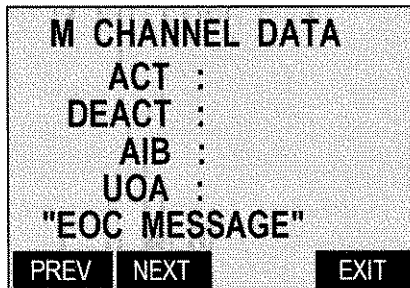 M CHANNEL DATA
ACT :
DEACT :
AIB :
UOA :
"EOC MESSAGE"
PREV NEXT EXIT